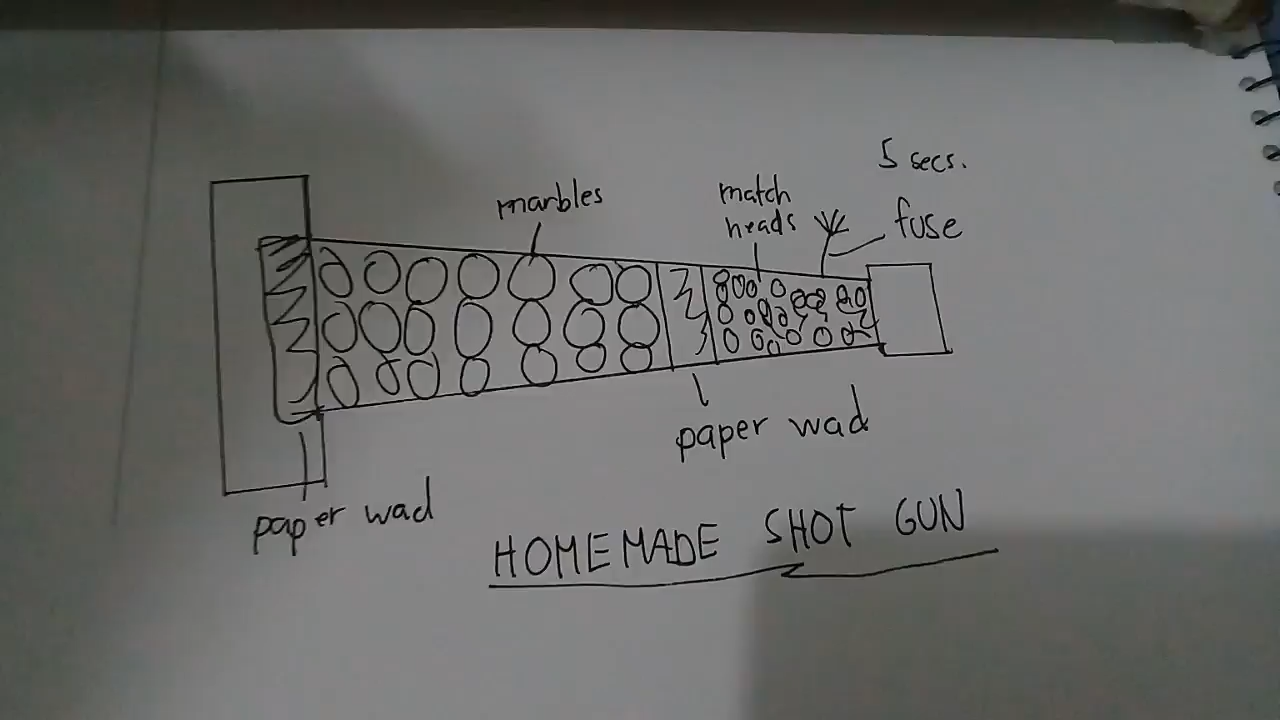 5 secs.
marbles
match
heads
fuse
paper wad
paper wad
HOMEMADE SHOT GUN